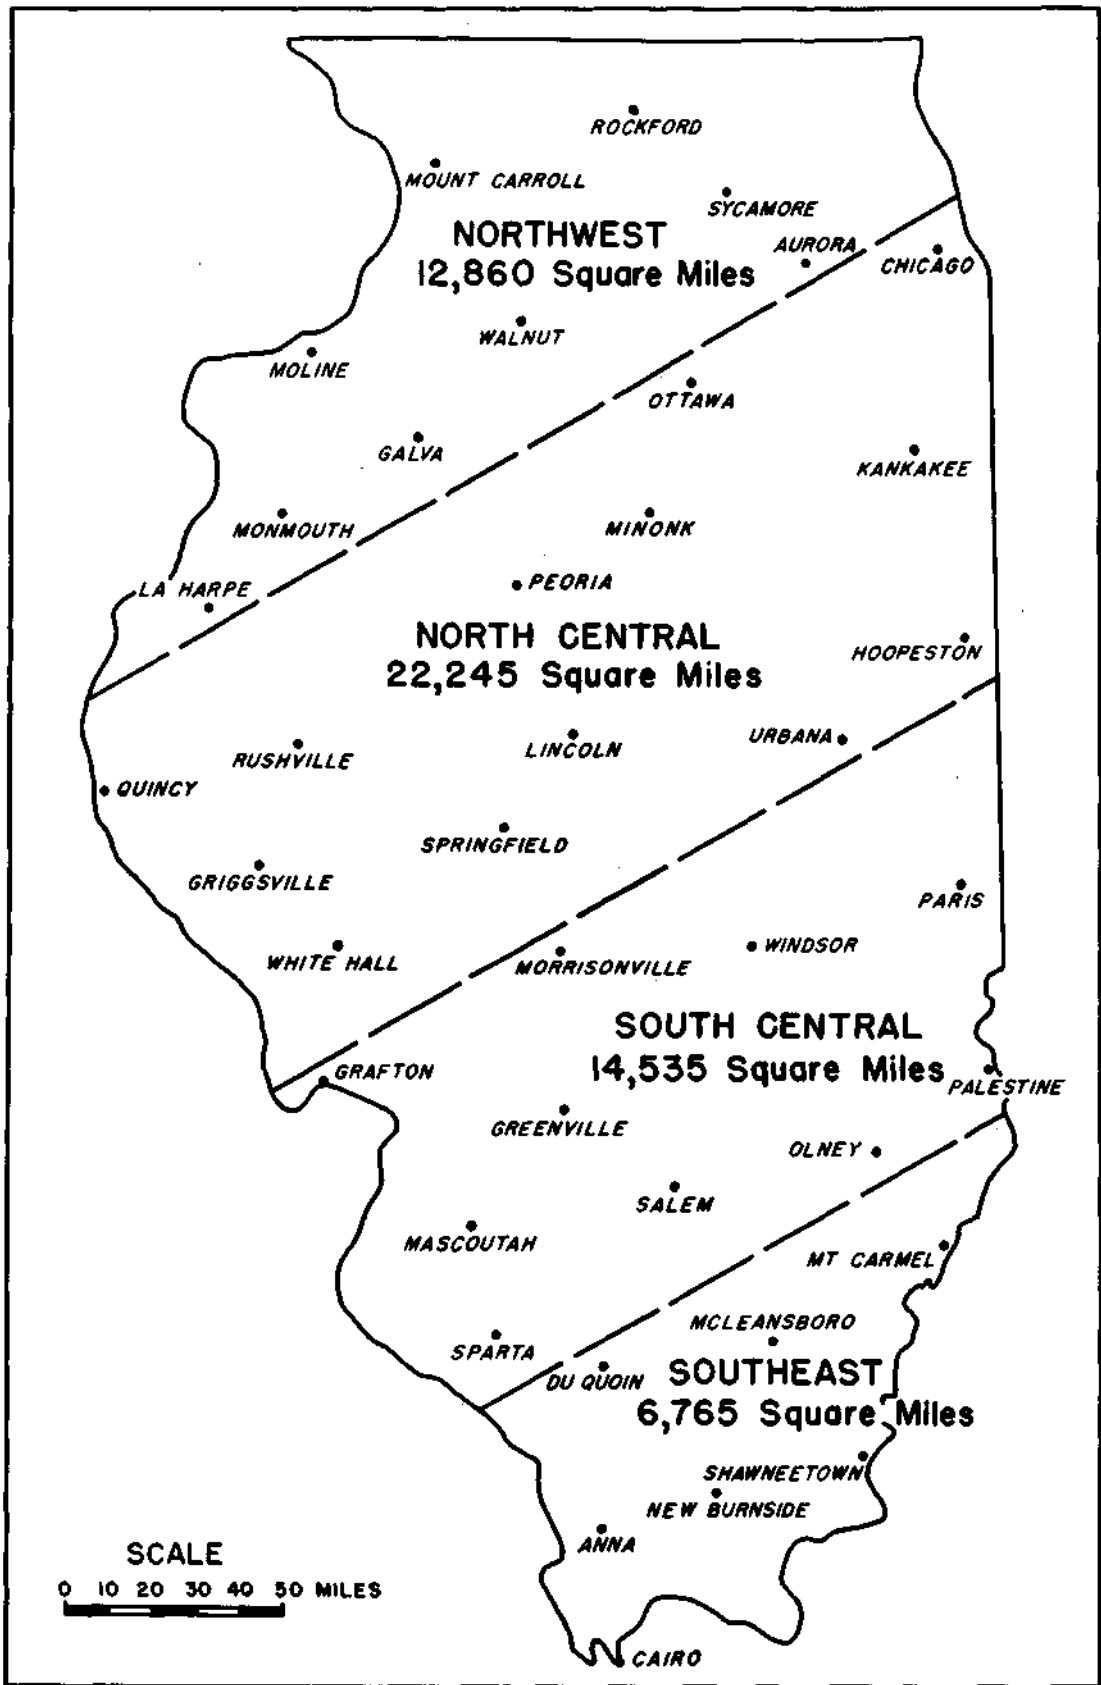 ROCKFORD
MOUNT CARROLL
SYCAMORE
NORTHWEST
12,860 Square Miles
AURORA
CHICAGO
WALNUT
MOLINE
OTTAWA
GALVA
KANKAKEE
MONMOUTH
MINONK
LA HARPE
PEORIA
NORTH CENTRAL
22,245 Square Miles
HOOPESTON
RUSHVILLE
LINCOLN
URBANA
QUINCY
SPRINGFIELD
GRIGGSVILLE
PARIS
WHITE HALL
MORRISONVILLE
WINDSOR
SOUTH CENTRAL
14,535 Square Miles
GRAFTON
PALESTINE
GREENVILLE
OLNEY
SALEM
MASCOUTAH
MT CARMEL
MCLEANSBORO
SPARTA
DU QUOIN
SOUTHEAST
6,765 Square Miles
SHAWNEETOWN
NEW BURNSIDE
ANNA
SCALE
0 10 20 30 40 50 MILES
CAIRO